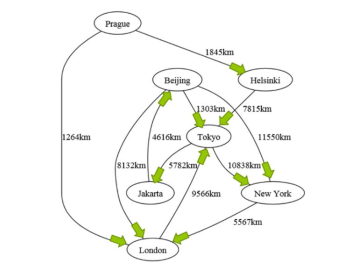 Prague
1845km
Beijing
Helsinki
1303km
7815km
1264km
4616km
Tokyo
11550km
8132km
5782km
10838km
Jakarta
9566km
New York
5567km
London